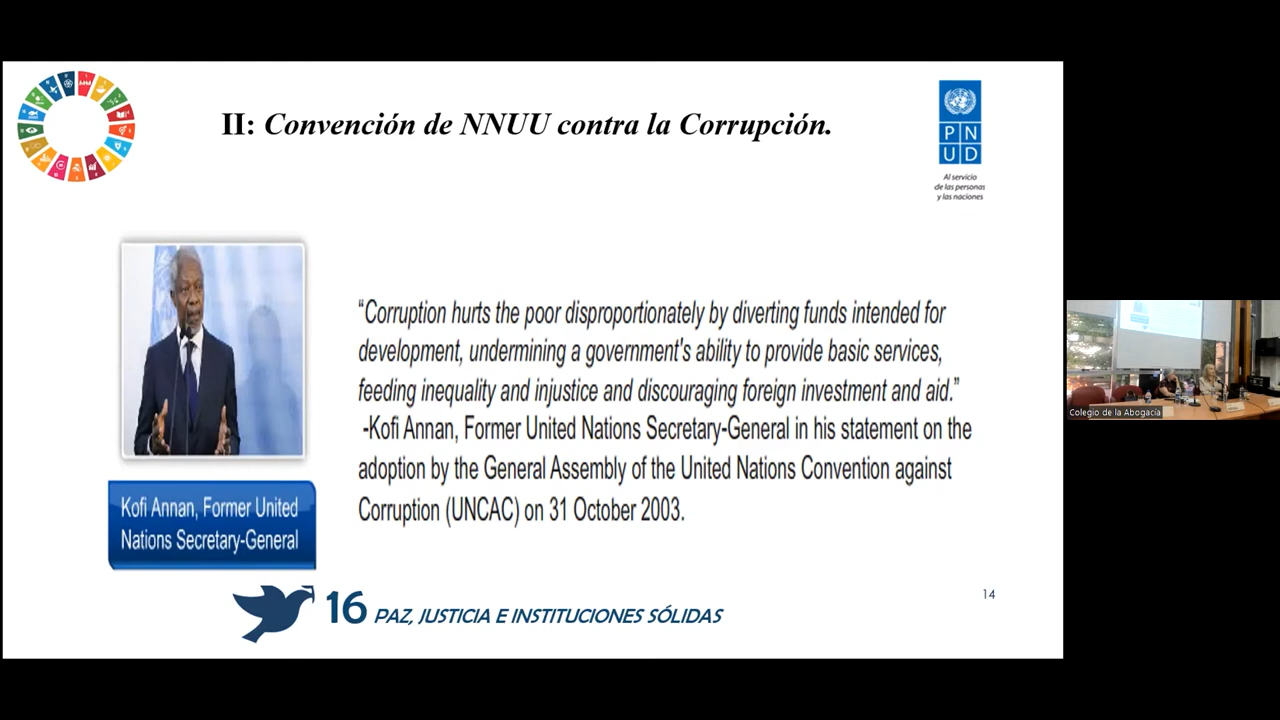 II: Convención de NNUU contra la Corrupción.
P N
U D
Al servicio
de las personas
y las naciones
“Corruption hurts the poor disproportionately by diverting funds intended for
development, undermining a government's ability to provide basic services,
feeding inequality and injustice and discouraging foreign investment and aid.”
-Kofi Annan, Former United Nations Secretary-General in his statement on the
adoption by the General Assembly of the United Nations Convention against
Corruption (UNCAC) on 31 October 2003.
Kofi Annan, Former United
Nations Secretary-General
16 PAZ, JUSTICIA E INSTITUCIONES SÓLIDAS
14
Colegio de la Abogacía